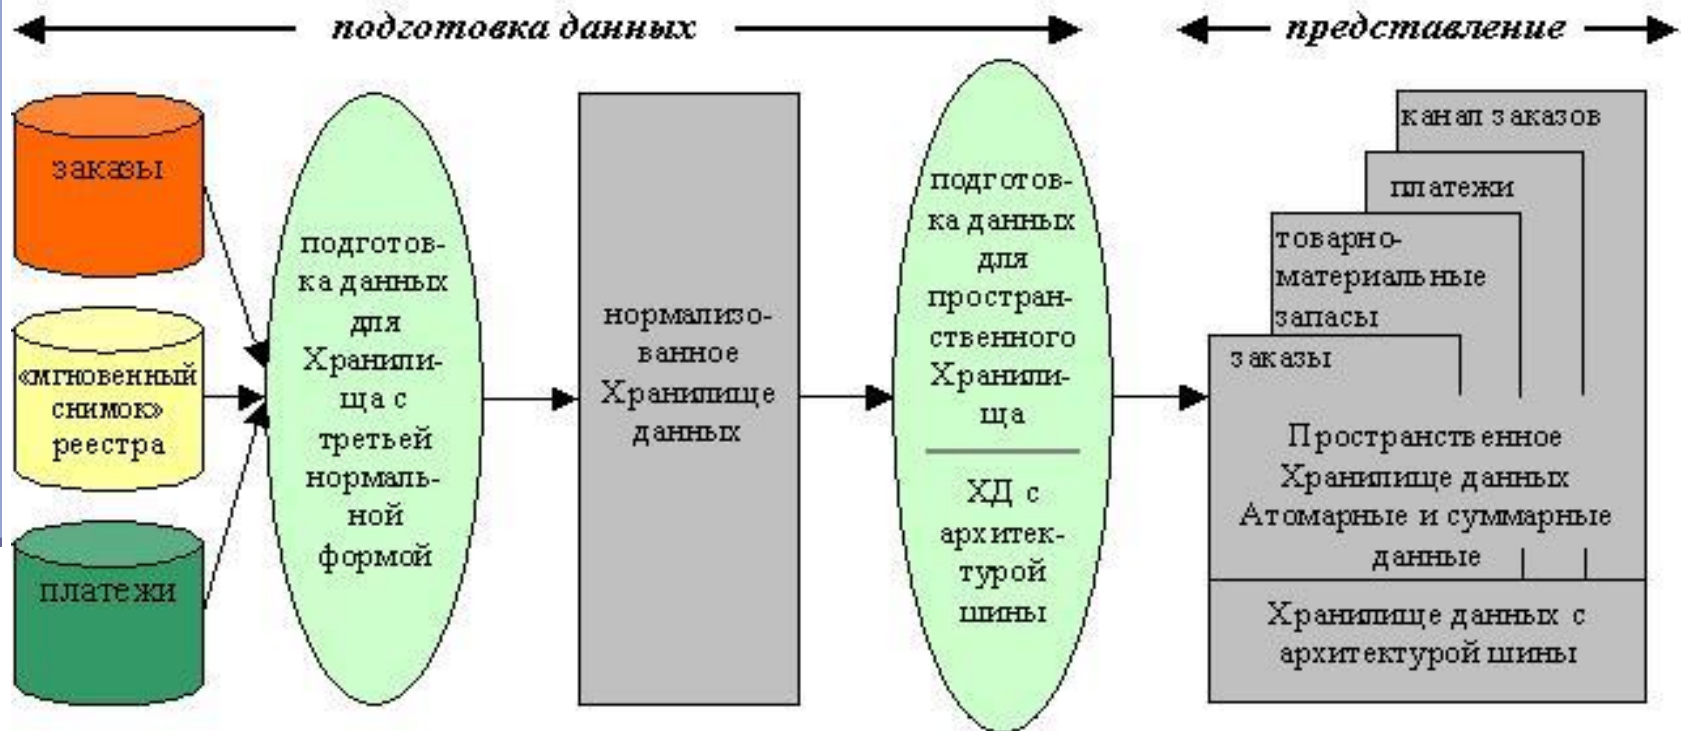 подготовка данных
представление
заказы
«мгновенный
снимок»
реестра
платежи
подготов-
ка данных
для
Хранили-
ща с
третьей
нормаль-
ной
формой
нормализо-
ванное
Хранилище
данных
подготов-
ка данных
для
простран-
ственного
Хранили-
ща
ХД с
архитек-
турой
шины
канал заказов
платежи
товарно-
материальные
запасы
заказы
Пространственное
Хранилище данных
Атомарные и суммарные
данные
Хранилище данных с
архитектурой шины